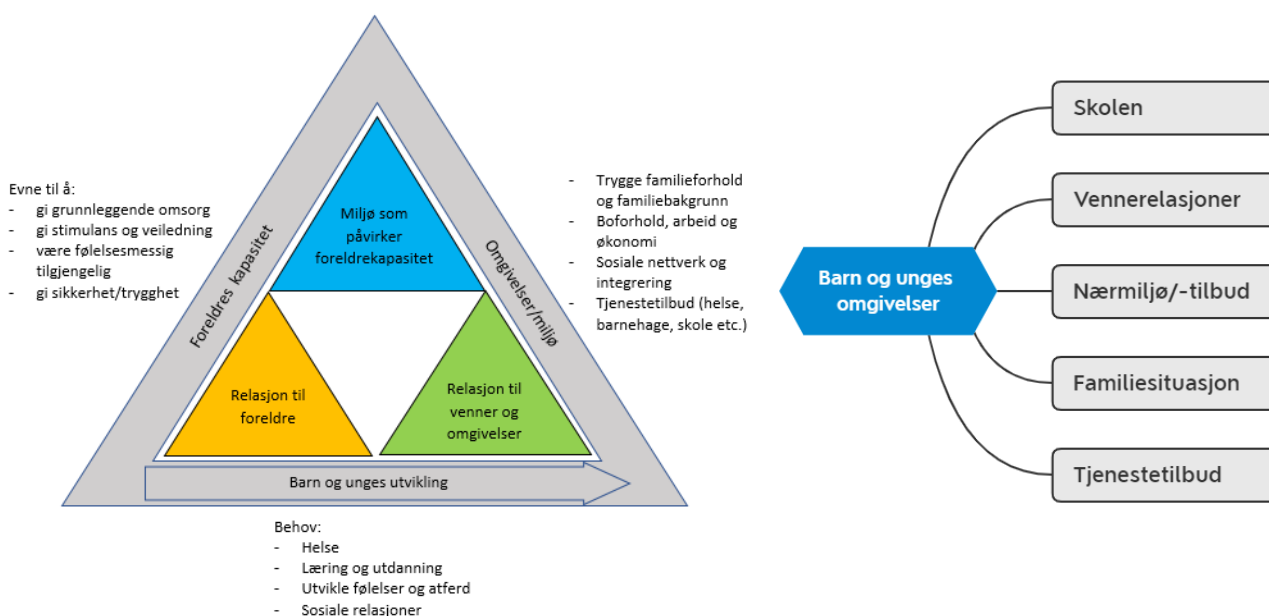 Evne til å:
- gi grunnleggende omsorg
- gi stimulans og veiledning
- være følelsesmessig
tilgjengelig
- gi sikkerhet/trygghet
Foreldres kapasitet
Miljø som
påvirker
foreldrekapasitet
Omgivelser/miljø
Relasjon til
foreldre
Relasjon til
venner og
omgivelser
Barn og unges utvikling
Behov:
- Helse
- Læring og utdanning
- Utvikle følelser og atferd
- Sosiale relasjoner
- Trygge familieforhold
og familiebakgrunn
- Boforhold, arbeid og
økonomi
- Sosiale nettverk og
integrering
- Tjenestetilbud (helse,
barnehage, skole etc.)
Barn og unges
omgivelser
Skolen
Vennerelasjoner
Nærmiljø/-tilbud
Familiesituasjon
Tjenestetilbud